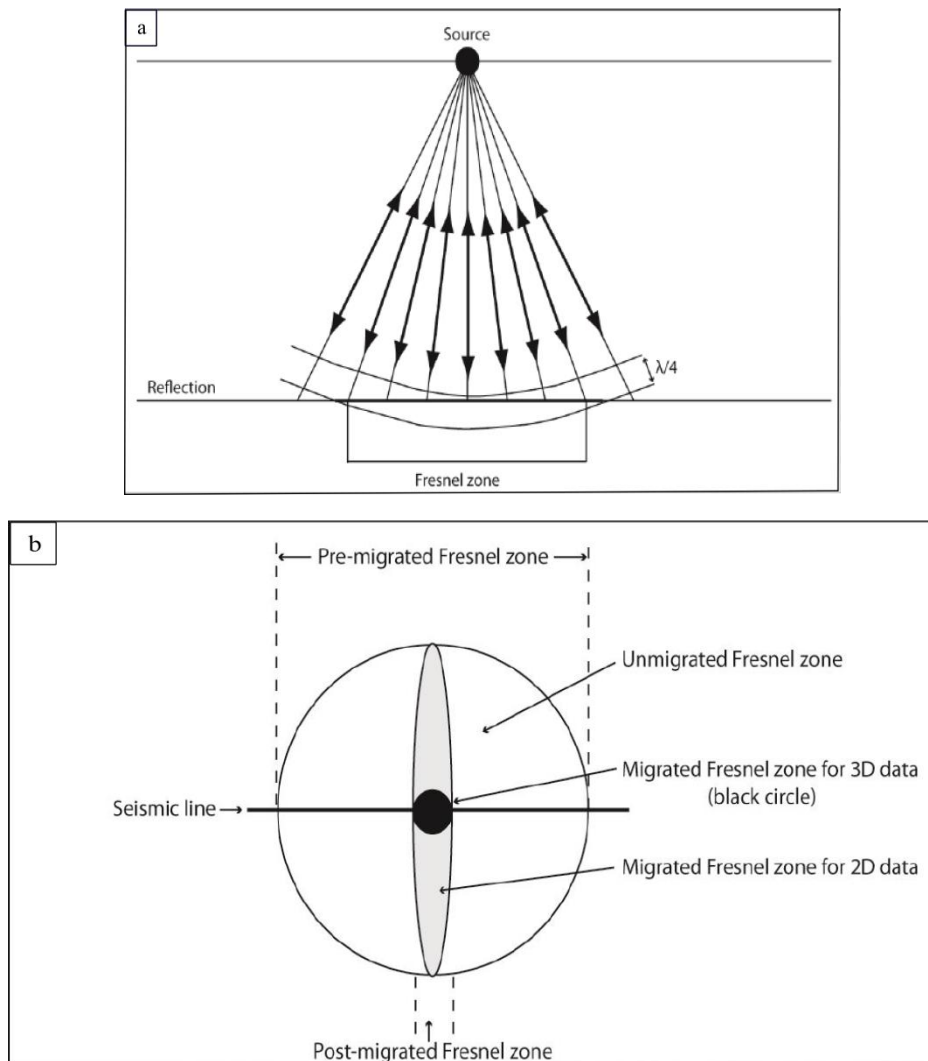 a
Source
λ/4
Reflection
Fresnel zone
b
Pre-migrated Fresnel zone
Unmigrated Fresnel zone
Migrated Fresnel zone for 3D data
(black circle)
Seismic line
Migrated Fresnel zone for 2D data
Post-migrated Fresnel zone